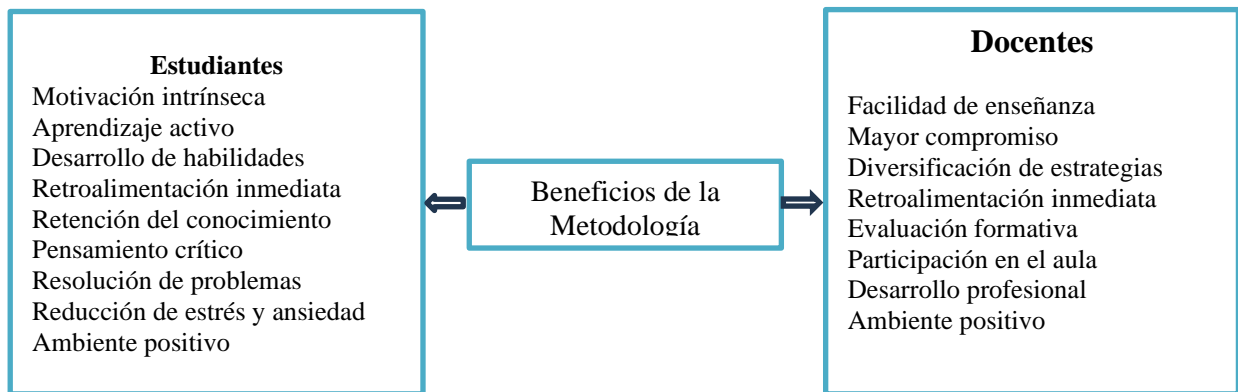 Estudiantes
Motivación intrínseca
Aprendizaje activo
Desarrollo de habilidades
Retroalimentación inmediata
Retención del conocimiento
Pensamiento crítico
Resolución de problemas
Reducción de estrés y ansiedad
Ambiente positivo
Beneficios de la
Metodología
Docentes
Facilidad de enseñanza
Mayor compromiso
Diversificación de estrategias
Retroalimentación inmediata
Evaluación formativa
Participación en el aula
Desarrollo profesional
Ambiente positivo